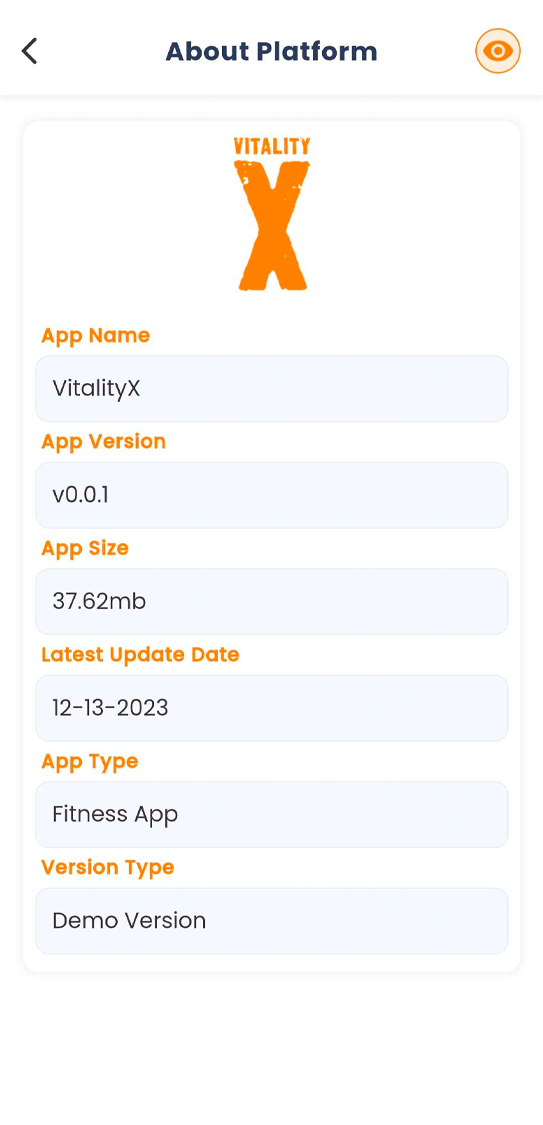 About Platform
VITALITY
X
App Name
VitalityX
App Version
v0.0.1
App Size
37.62mb
Latest Update Date
12-13-2023
App Type
Fitness App
Version Type
Demo Version